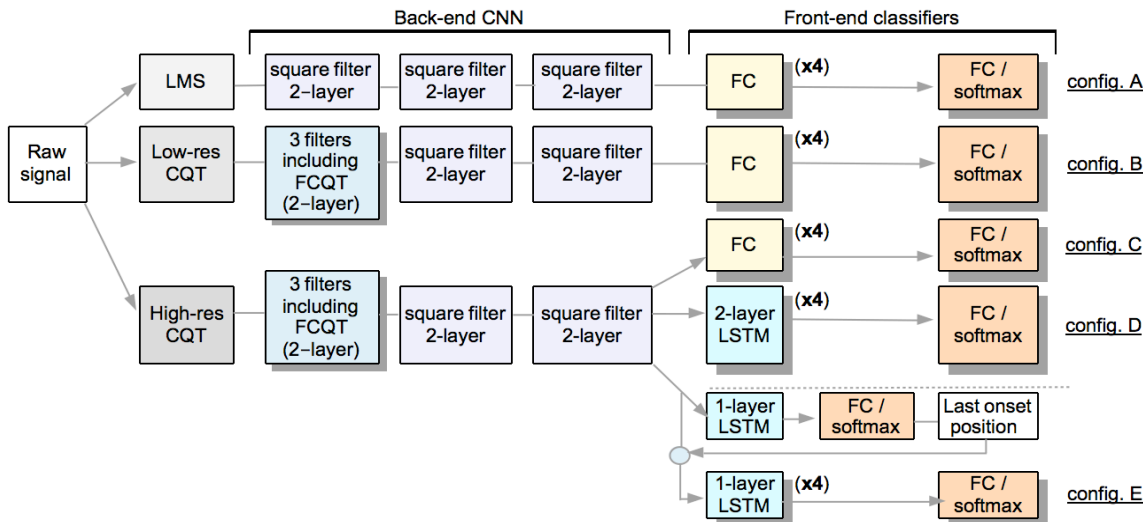 Back-end CNN
Front-end classifiers
LMS
square filter
2–layer
square filter
2-layer
square filter
2-layer
FC
(x4)
FC /
softmax
config. A
Raw
signal
Low-res
CQT
3 filters
including
FCQT
(2–layer)
square filter
2-layer
square filter
2-layer
FC
(x4)
FC /
softmax
config. B
FC
(x4)
FC /
softmax
config. C
High-res
CQT
3 filters
including
FCQT
(2–layer)
square filter
2-layer
square filter
2-layer
2-layer
LSTM
(x4)
FC /
softmax
config. D
1-layer
LSTM
FC /
softmax
Last onset
position
1-layer
LSTM
(x4)
FC /
softmax
config. E